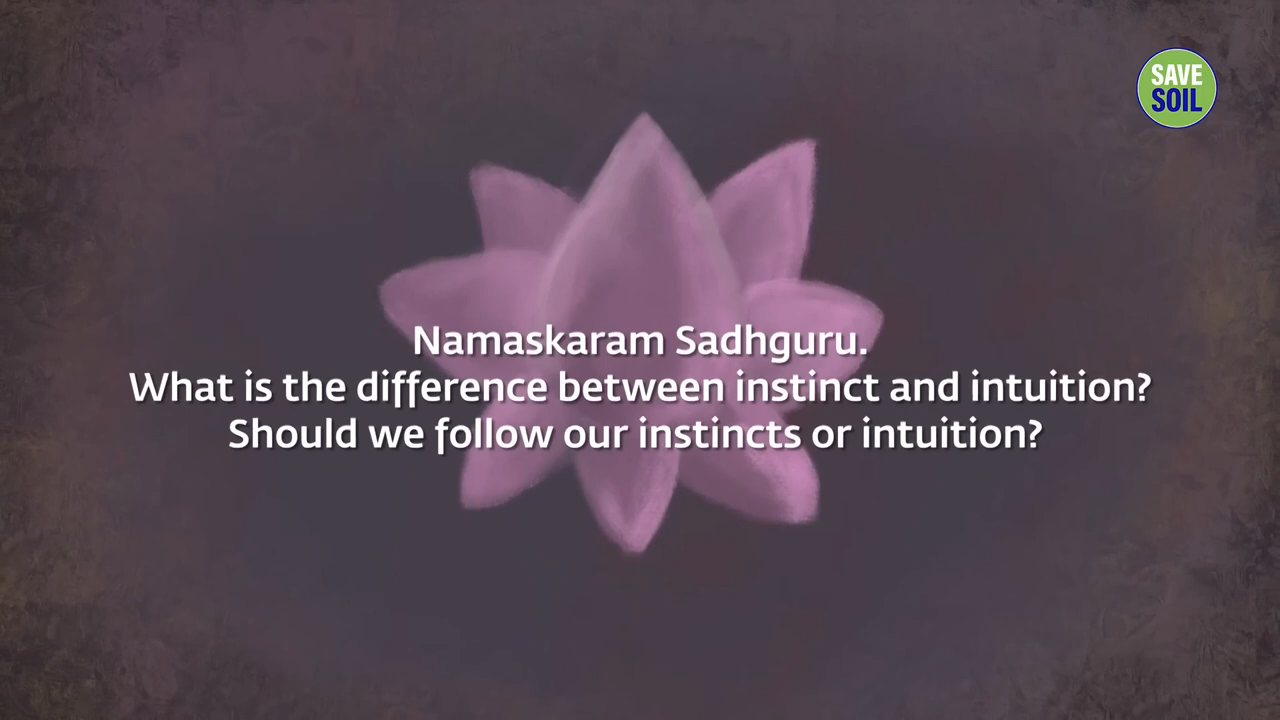 SAVE
SOIL
Namaskaram Sadhguru.
What is the difference between instinct and intuition?
Should we follow our instincts or intuition?